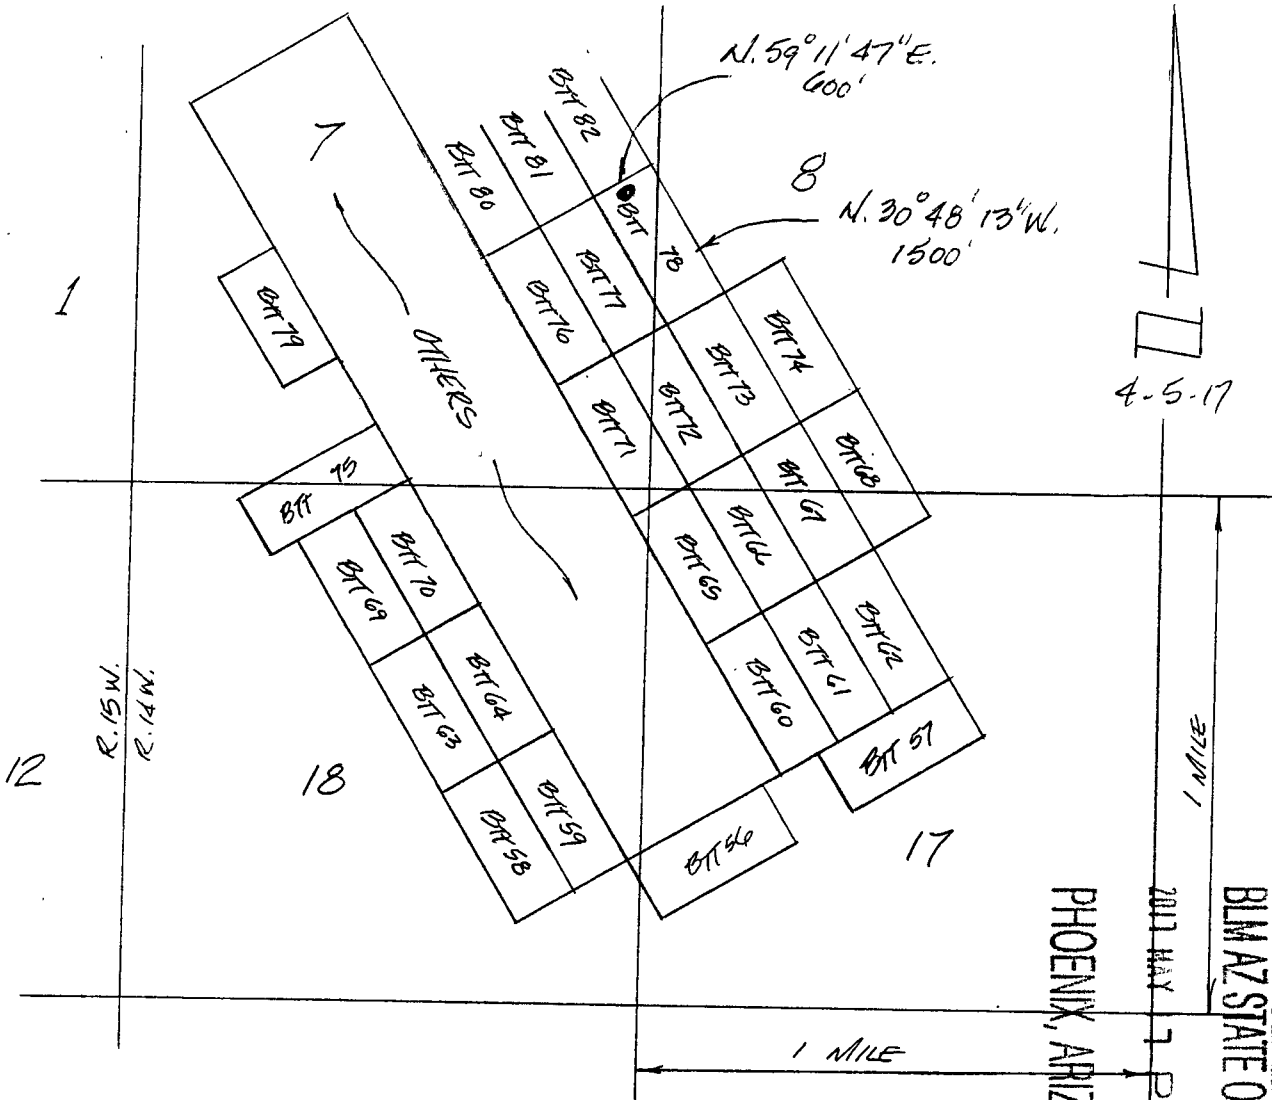 N. 59° 11' 47" E.
600'
BTT 82
BTT 81
BTT 80
7
8
N. 30° 48' 13" W.
1500'
BTT 78
BTT 77
BTT 76
1
BTT 79
OTHERS
BTT 74
BTT 73
BTT 72
BTT 71
4-5-17
BTT 75
BTT 68
BTT 67
BTT 66
BTT 65
BTT 70
BTT 69
BTT 62
BTT 61
BTT 60
BTT 64
BTT 63
R. 15 W.
R. 14 W.
12
18
BTT 57
1 MILE
BTT 59
BTT 58
BTT 56
17
BLM AZ STATE O
2017 MAY
PHOENIX, ARIZ
1 MILE